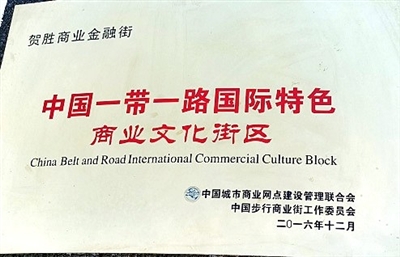 贺胜商业金融街
中国一带一路国际特色
商业文化街区
China Belt and Road International Commercial Culture Block
中国城市商业网点建设管理联合会
中国步行商业街工作委员会
二〇一六年十二月